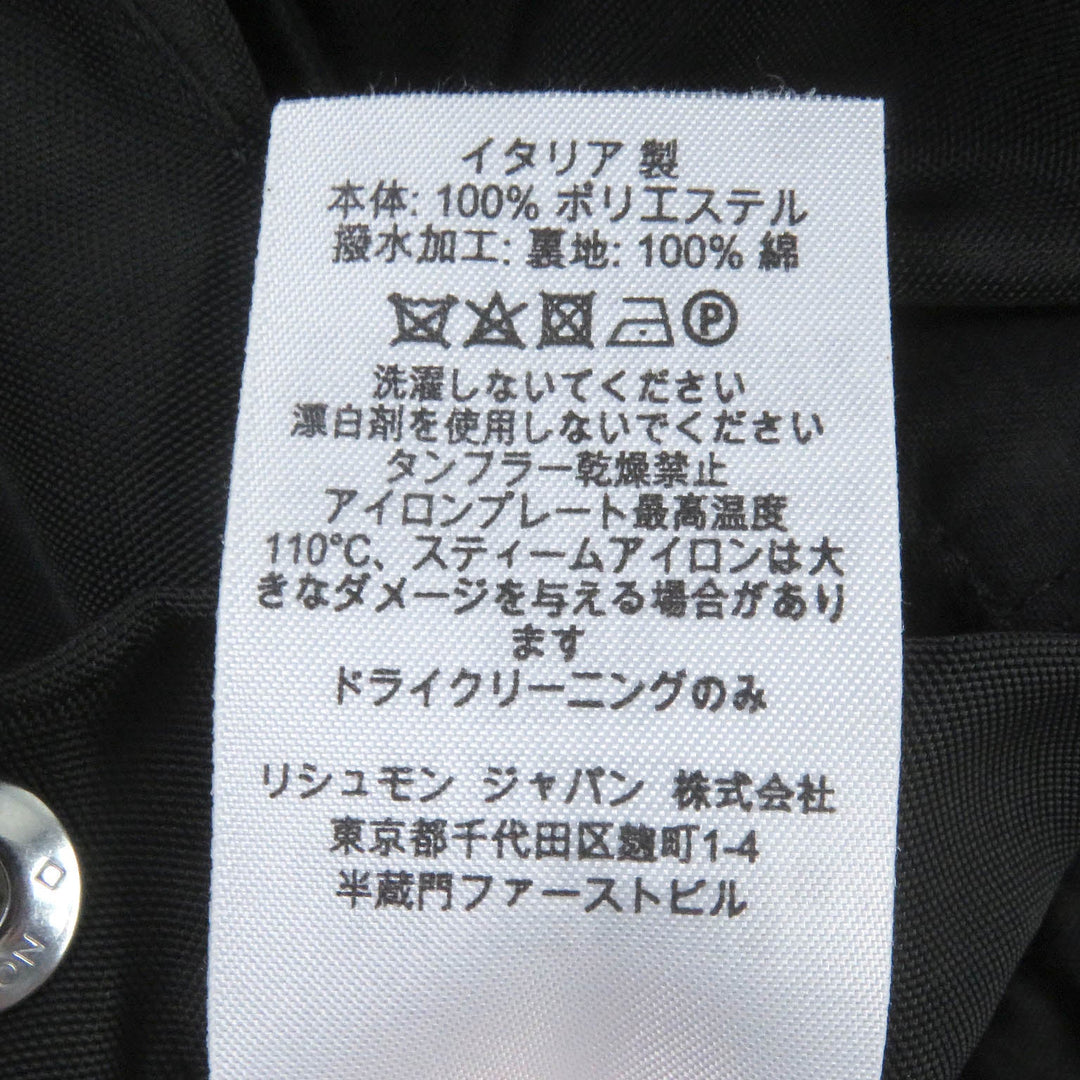 イタリア 製
本体: 100% ポリエステル
撥水加工: 裏地: 100% 綿
P
洗濯しないてください
漂白剤を使用しないでください
タンフラー乾燥禁止
アイロンプレート最高温度
110°C、スティームアイロンは大
きなダメージを与える場合があり
ます
ドライクリーニングのみ
リシュモン ジャパン 株式会社
東京都千代田区麹町1-4
半蔵門ファーストビル